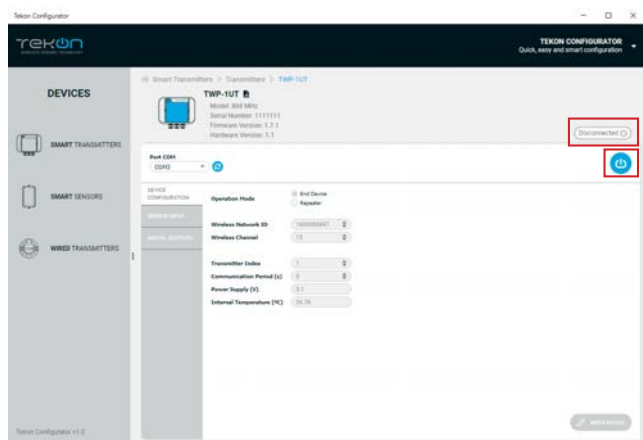 Tekon Configurator
Tekon
TEKON CONFIGURATOR
Quick, easy and smart configuration
DEVICES
SMART TRANSMITTERS
SMART SENSORS
WIRED TRANSMITTERS
Tekon Configurator v1.0
Smart Transmitters > Transmitters > TWP-1UT
TWP-1UT
Model: 868 MHz
Serial Number: 1111111
Firmware Version: 1.7.1
Hardware Version: 1.1
Disconnected
Port COM
COM3
DEVICE
CONFIGURATION
SENSOR INPUT
Operation Mode
End Device
Repeater
Wireless Network ID
Wireless Channel
Transmitter Index
1
Communication Period (s)
5
Power Supply (V)
3.1
Internal Temperature (ºC)
26.76